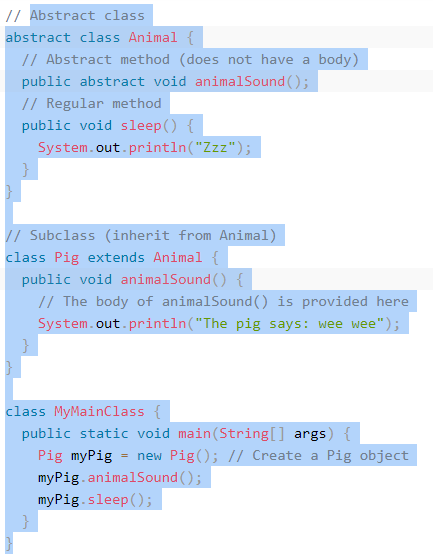 // Abstract class
abstract class Animal {
  // Abstract method (does not have a body)
  public abstract void animalSound();
  // Regular method
  public void sleep() {
    System.out.println("Zzz");
  }
}

// Subclass (inherit from Animal)
class Pig extends Animal {
  public void animalSound() {
    // The body of animalSound() is provided here
    System.out.println("The pig says: wee wee");
  }
}

class MyMainClass {
  public static void main(String[] args) {
    Pig myPig = new Pig(); // Create a Pig object
    myPig.animalSound();
    myPig.sleep();
  }
}